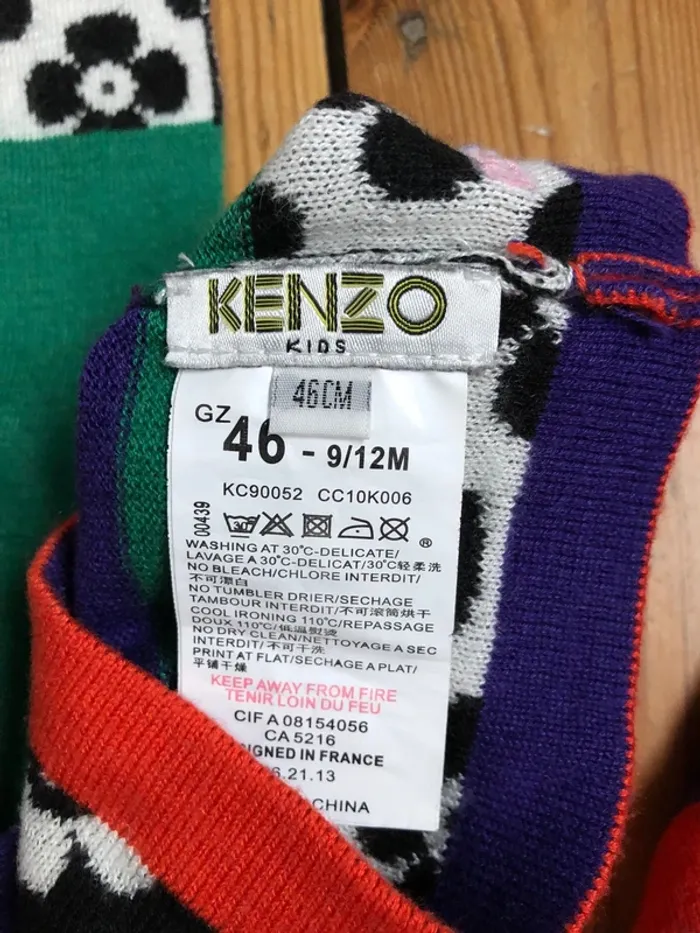 KENZO
KIDS
46CM
GZ 46 - 9/12M
KC90052 CC10K006
00439
®
WASHING AT 30°C-DELICATE/
LAVAGE A 30°C-DELICAT/30°C轻柔洗
NO BLEACH/CHLORE INTERDIT/
不可漂白
NO TUMBLER DRIER/SECHAGE
TAMBOUR INTERDIT/不可滚筒烘干
COOL IRONING 110°C/REPASSAGE
DOUX 110°C/低温熨烫
NO DRY CLEAN/NETTOYAGE A SEC
INTERDIT/不可干洗
PRINT AT FLAT/SECHAGE A PLAT/
平铺干燥
KEEP AWAY FROM FIRE
TENIR LOIN DU FEU
CIF A 08154056
CA 5216
IGNED IN FRANCE
6.21.13
CHINA